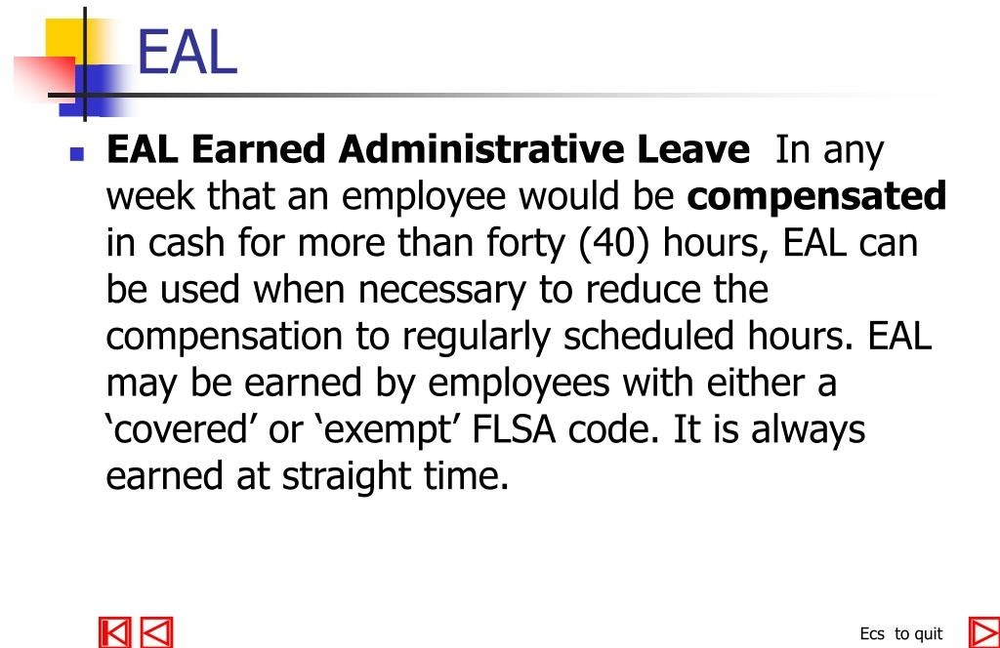 EAL
EAL Earned Administrative Leave  In any
week that an employee would be compensated
in cash for more than forty (40) hours, EAL can
be used when necessary to reduce the
compensation to regularly scheduled hours. EAL
may be earned by employees with either a
‘covered’ or ‘exempt’ FLSA code. It is always
earned at straight time.
Ecs  to quit